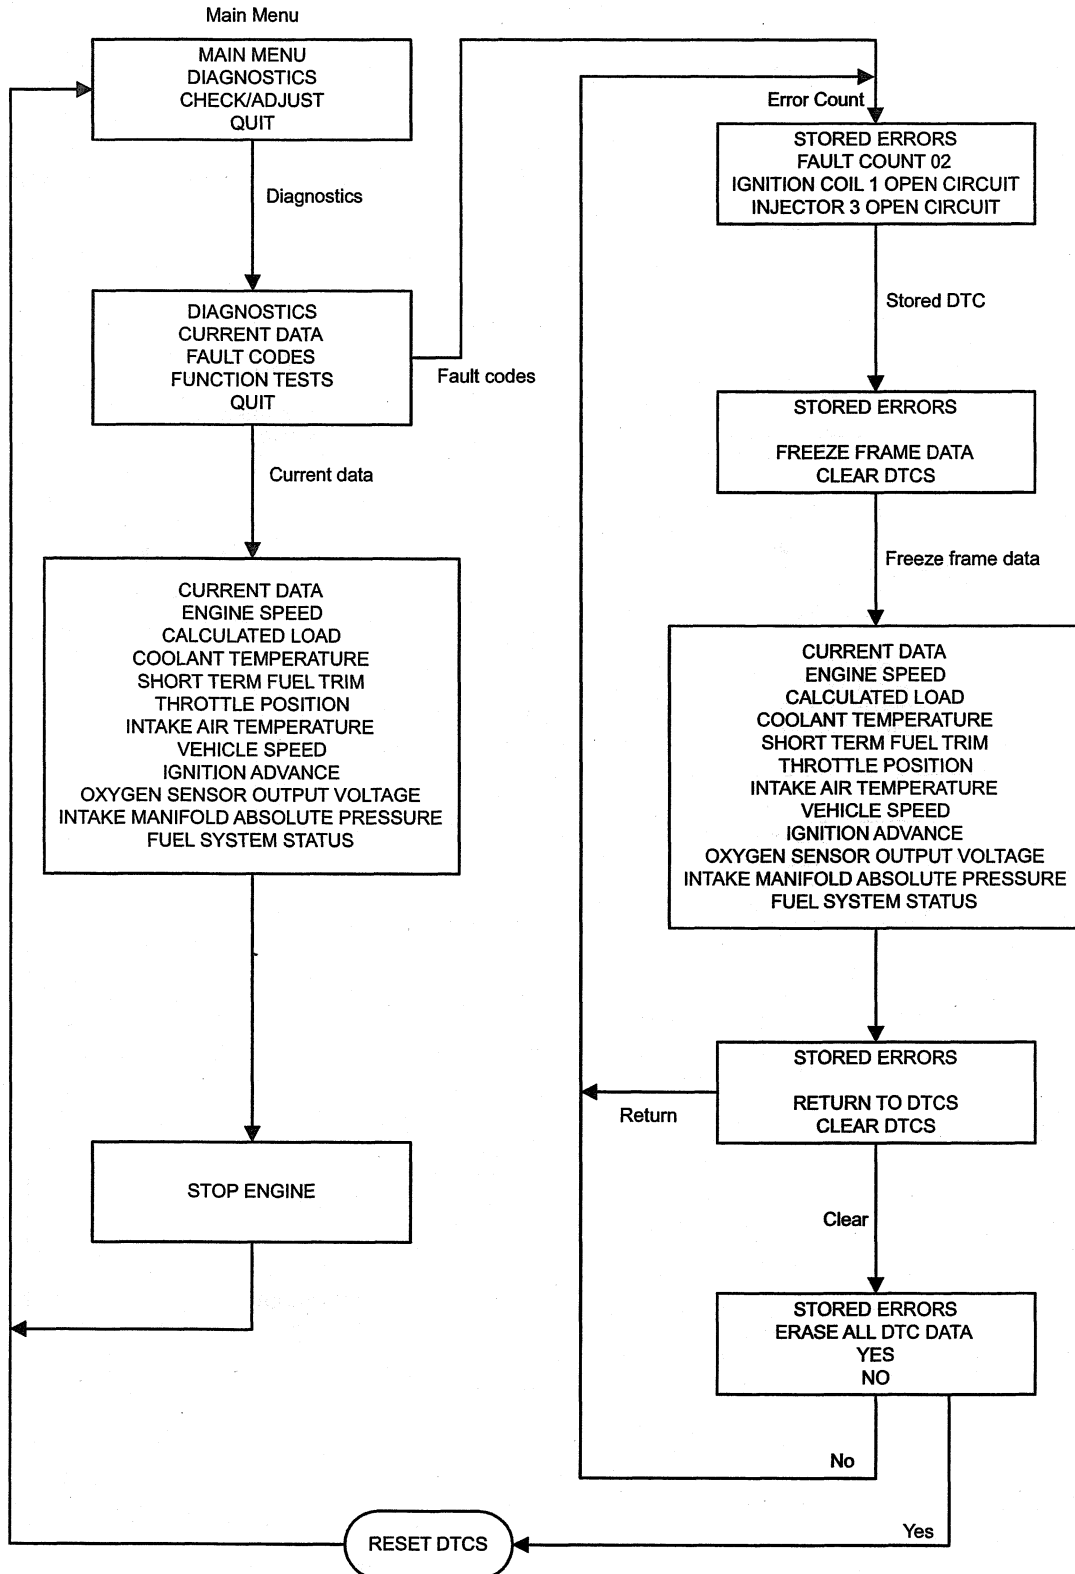 Main Menu
MAIN MENU
DIAGNOSTICS
CHECK/ADJUST
QUIT
Diagnostics
DIAGNOSTICS
CURRENT DATA
FAULT CODES
FUNCTION TESTS
QUIT
Fault codes
Current data
CURRENT DATA
ENGINE SPEED
CALCULATED LOAD
COOLANT TEMPERATURE
SHORT TERM FUEL TRIM
THROTTLE POSITION
INTAKE AIR TEMPERATURE
VEHICLE SPEED
IGNITION ADVANCE
OXYGEN SENSOR OUTPUT VOLTAGE
INTAKE MANIFOLD ABSOLUTE PRESSURE
FUEL SYSTEM STATUS
STOP ENGINE
Error Count
STORED ERRORS
FAULT COUNT 02
IGNITION COIL 1 OPEN CIRCUIT
INJECTOR 3 OPEN CIRCUIT
Stored DTC
STORED ERRORS
FREEZE FRAME DATA
CLEAR DTCS
Freeze frame data
CURRENT DATA
ENGINE SPEED
CALCULATED LOAD
COOLANT TEMPERATURE
SHORT TERM FUEL TRIM
THROTTLE POSITION
INTAKE AIR TEMPERATURE
VEHICLE SPEED
IGNITION ADVANCE
OXYGEN SENSOR OUTPUT VOLTAGE
INTAKE MANIFOLD ABSOLUTE PRESSURE
FUEL SYSTEM STATUS
STORED ERRORS
RETURN TO DTCS
CLEAR DTCS
Return
Clear
STORED ERRORS
ERASE ALL DTC DATA
YES
NO
No
Yes
RESET DTCS